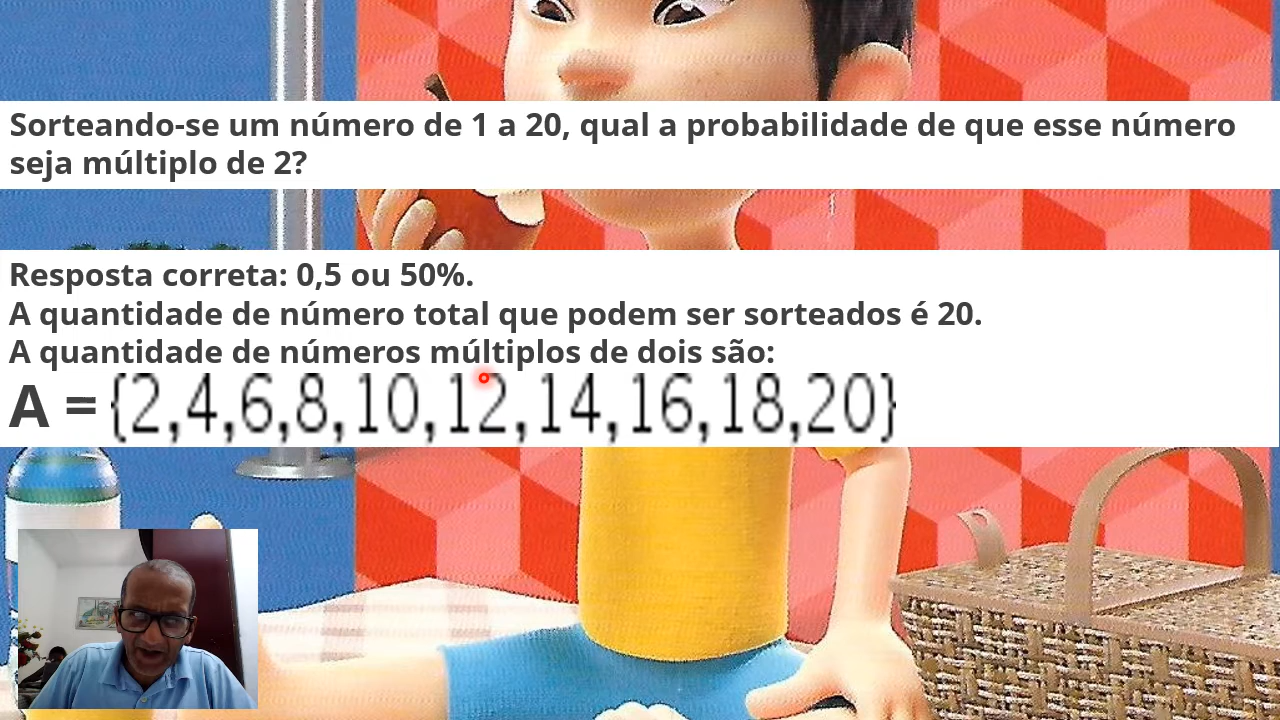 Sorteando-se um número de 1 a 20, qual a probabilidade de que esse número
seja múltiplo de 2?
Resposta correta: 0,5 ou 50%.
A quantidade de número total que podem ser sorteados é 20.
A quantidade de números múltiplos de dois são:
A = {2,4,6,8,10,12,14,16,18,20}